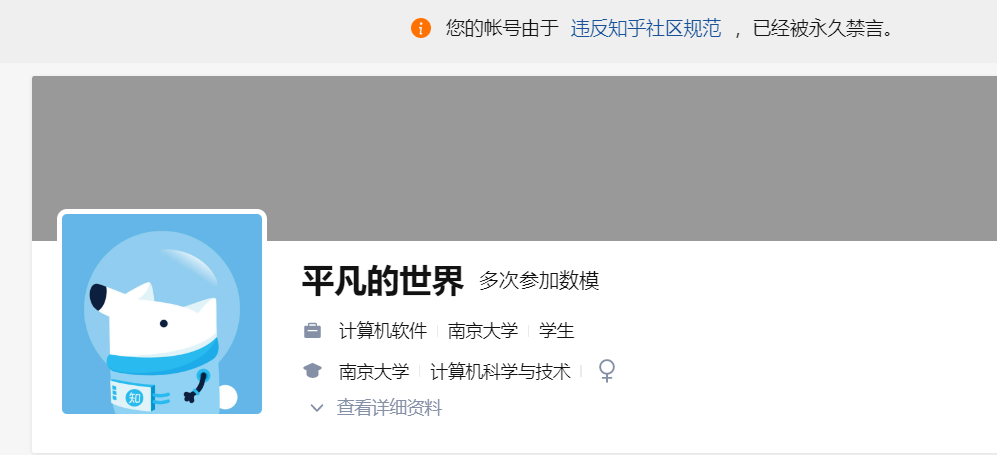 您的帐号由于 违反知乎社区规范 ，已经被永久禁言。
平凡的世界 多次参加数模
计算机软件 南京大学 学生
南京大学 计算机科学与技术
查看详细资料
知